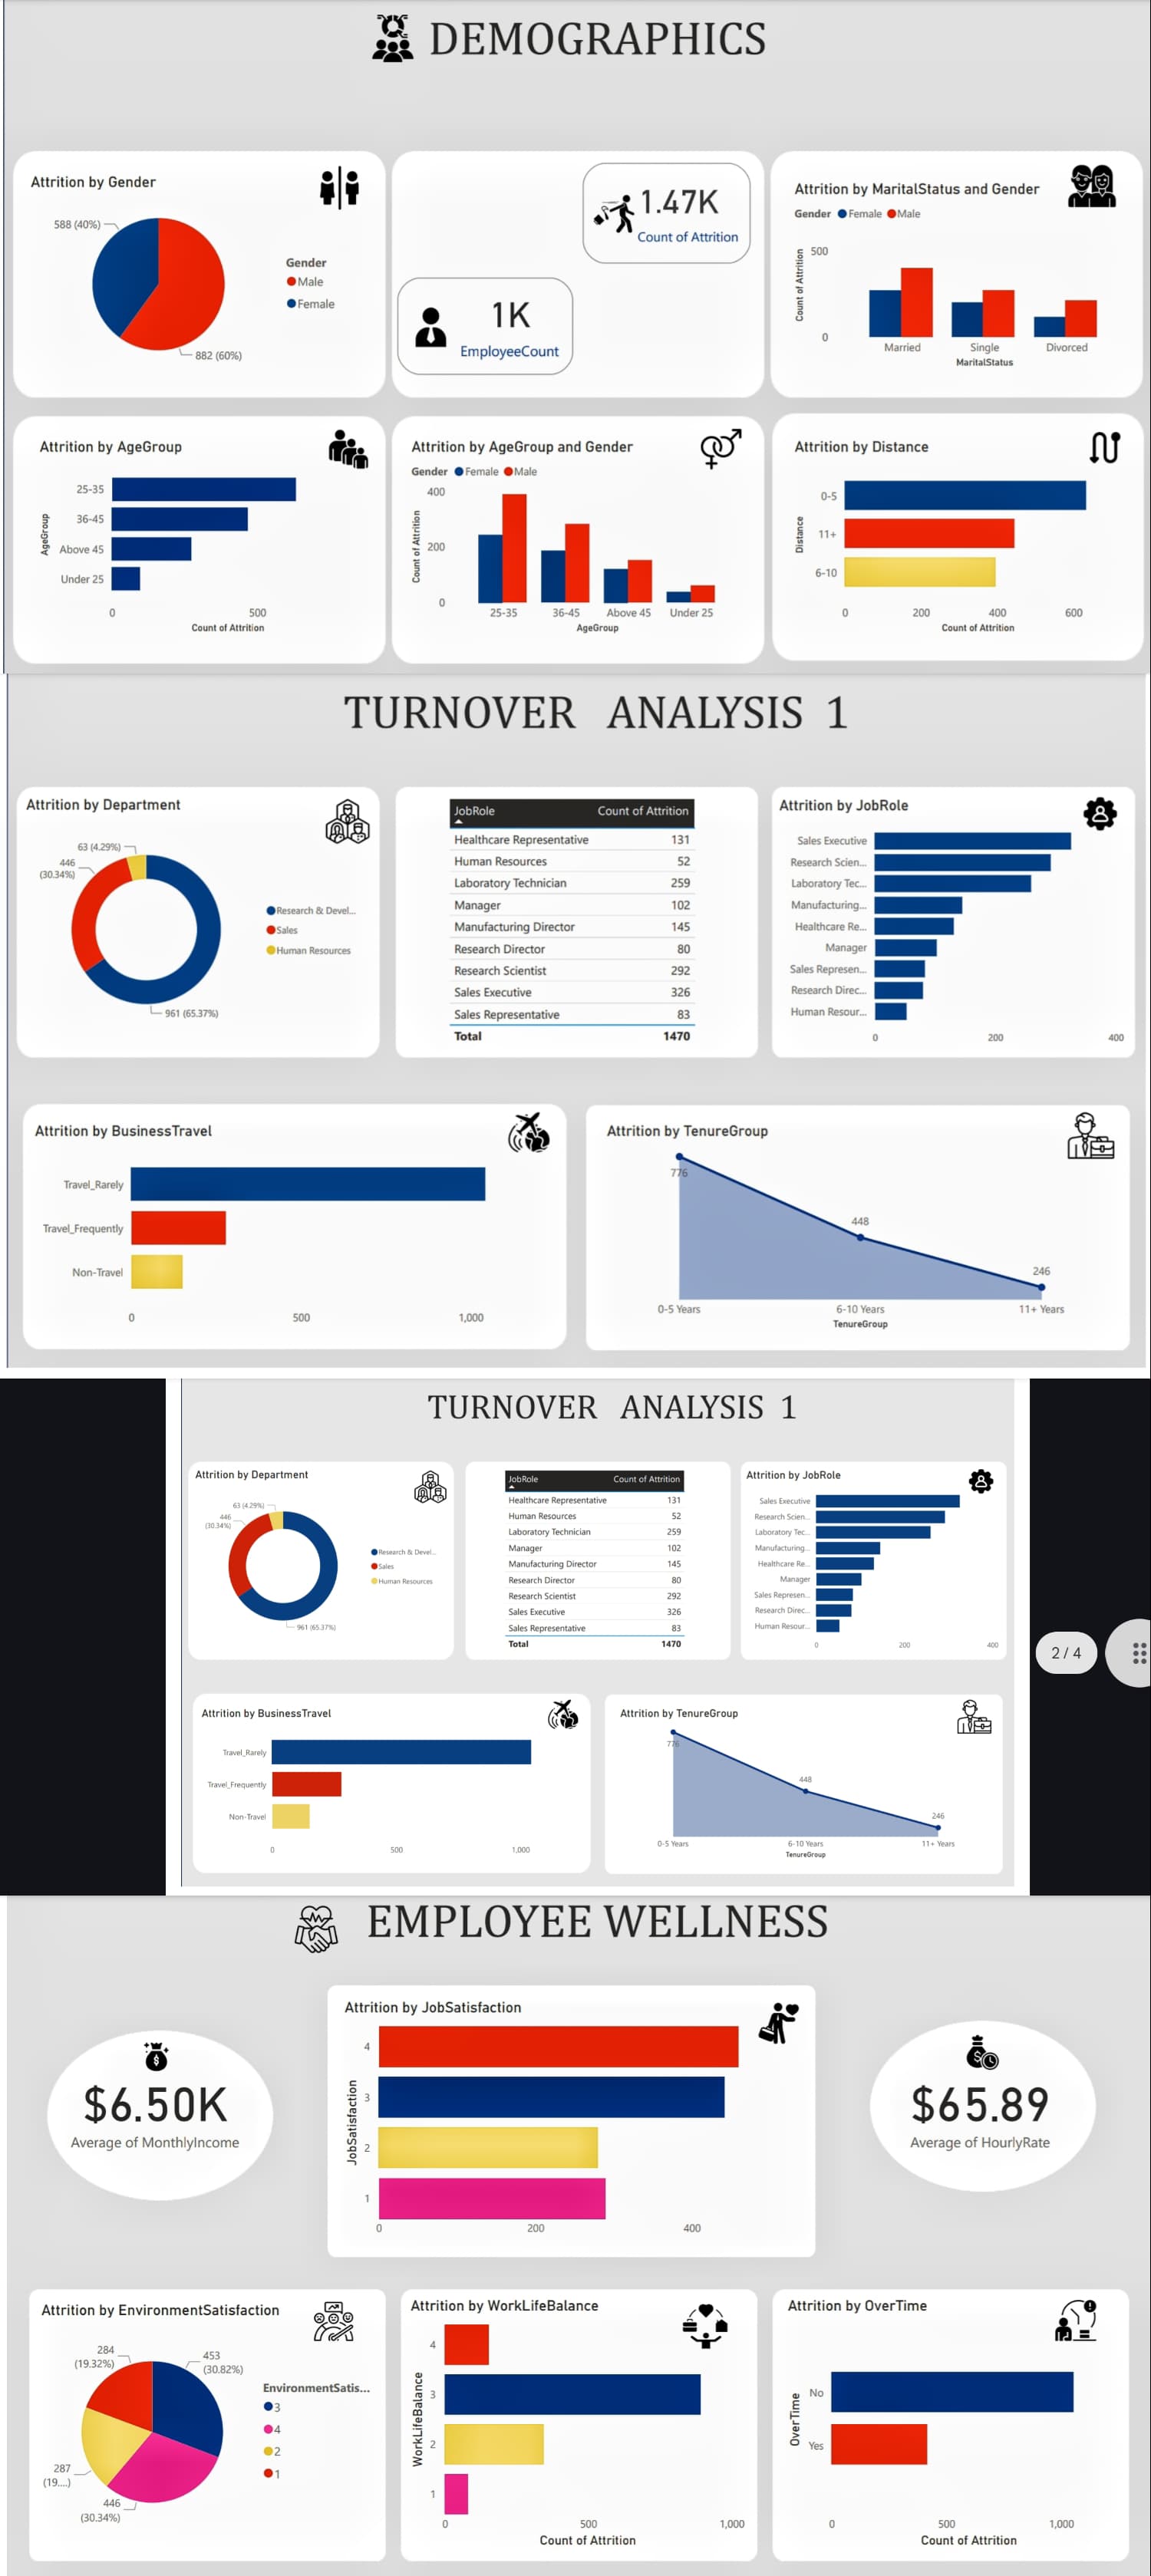 DEMOGRAPHICS
Attrition by Gender
588 (40%)
Gender
Male
Female
882 (60%)
1.47K
Count of Attrition
1K
EmployeeCount
Attrition by MaritalStatus and Gender
Gender Female Male
Count of Attrition
500
0
Married Single Divorced
MaritalStatus
Attrition by AgeGroup
AgeGroup
25-35
36-45
Above 45
Under 25
0 500
Count of Attrition
Attrition by AgeGroup and Gender
Gender Female Male
Count of Attrition
400
200
0
25-35 36-45 Above 45 Under 25
AgeGroup
Attrition by Distance
Distance
0-5
11+
6-10
0 200 400 600
Count of Attrition
TURNOVER ANALYSIS 1
Attrition by Department
63 (4.29%)
446
(30.34%)
Research & Devel...
Sales
Human Resources
961 (65.37%)
JobRole Count of Attrition
Healthcare Representative 131
Human Resources 52
Laboratory Technician 259
Manager 102
Manufacturing Director 145
Research Director 80
Research Scientist 292
Sales Executive 326
Sales Representative 83
Total 1470
Attrition by JobRole
Sales Executive
Research Scien...
Laboratory Tec...
Manufacturing...
Healthcare Re...
Manager
Sales Represen...
Research Direc...
Human Resour...
0 200 400
Attrition by BusinessTravel
Travel_Rarely
Travel_Frequently
Non-Travel
0 500 1,000
Attrition by TenureGroup
776
448
246
0-5 Years 6-10 Years 11+ Years
TenureGroup
TURNOVER ANALYSIS 1
Attrition by Department
63 (4.29%)
446
(30.34%)
Research & Devel...
Sales
Human Resources
961 (65.37%)
JobRole Count of Attrition
Healthcare Representative 131
Human Resources 52
Laboratory Technician 259
Manager 102
Manufacturing Director 145
Research Director 80
Research Scientist 292
Sales Executive 326
Sales Representative 83
Total 1470
Attrition by JobRole
Sales Executive
Research Scien...
Laboratory Tec...
Manufacturing...
Healthcare Re...
Manager
Sales Represen...
Research Direc...
Human Resour...
0 200 400
2 / 4
Attrition by BusinessTravel
Travel_Rarely
Travel_Frequently
Non-Travel
0 500 1,000
Attrition by TenureGroup
776
448
246
0-5 Years 6-10 Years 11+ Years
TenureGroup
EMPLOYEE WELLNESS
$6.50K
Average of MonthlyIncome
Attrition by JobSatisfaction
JobSatisfaction
4
3
2
1
0 200 400
$65.89
Average of HourlyRate
Attrition by EnvironmentSatisfaction
284
(19.32%)
453
(30.82%)
EnvironmentSatis...
3
4
2
1
287
(19....)
446
(30.34%)
Attrition by WorkLifeBalance
WorkLifeBalance
4
3
2
1
0 500 1,000
Count of Attrition
Attrition by OverTime
OverTime
No
Yes
0 500 1,000
Count of Attrition